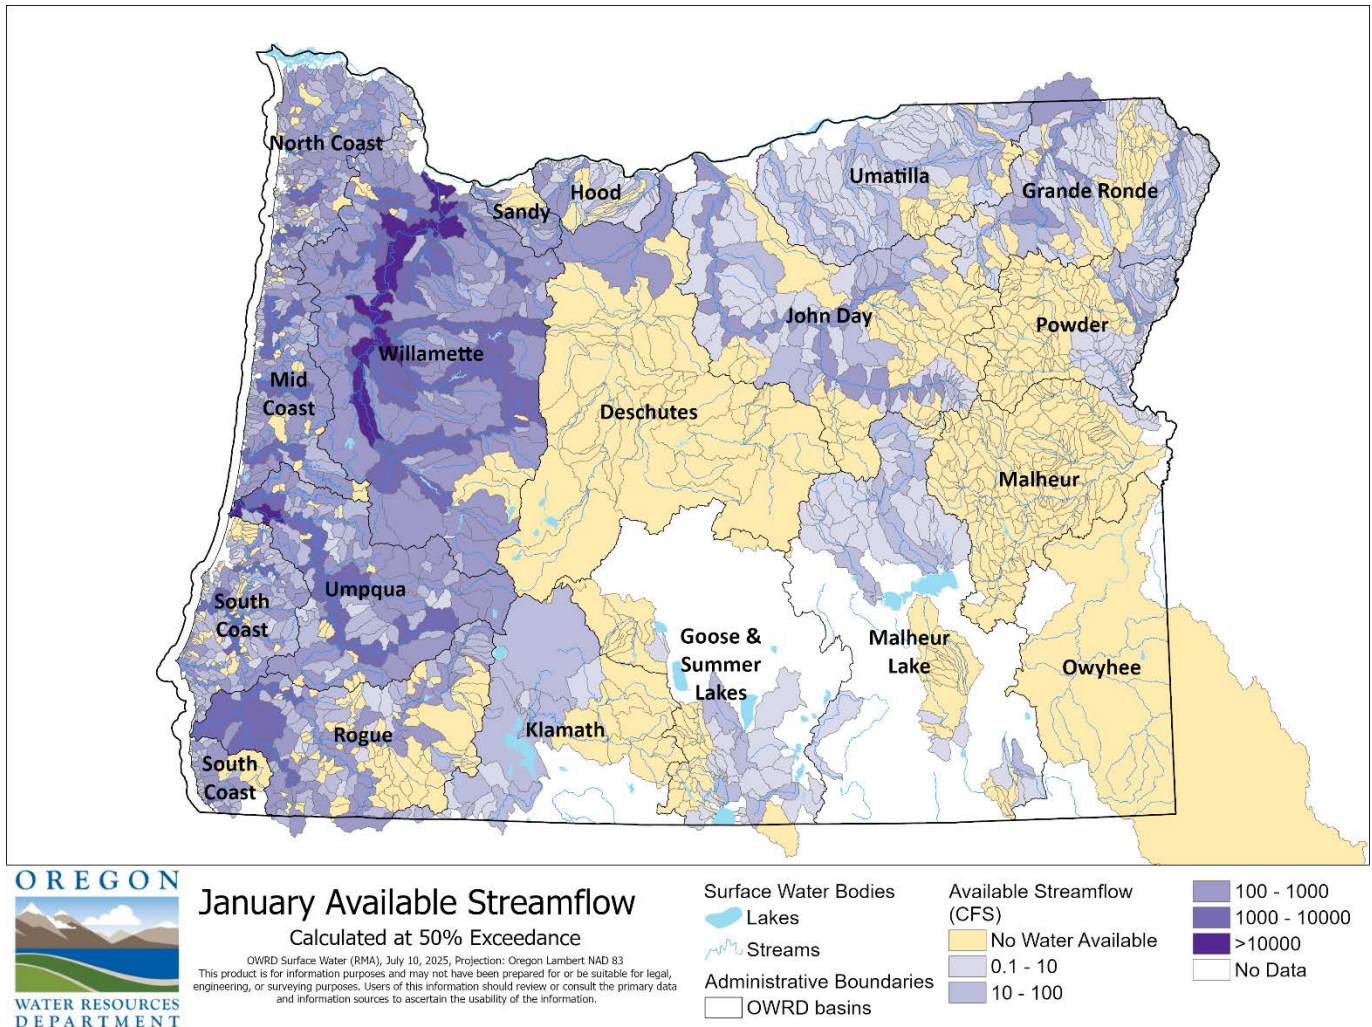 North Coast
Hood
Sandy
Umatilla
Grande Ronde
John Day
Powder
Willamette
Mid
Coast
Deschutes
Malheur
Umpqua
South
Coast
Goose &
Summer
Lakes
Malheur
Lake
Owyhee
Rogue
Klamath
South
Coast
OREGON
WATER RESOURCES
DEPARTMENT
January Available Streamflow
Calculated at 50% Exceedance
OWRD Surface Water (RMA), July 10, 2025, Projection: Oregon Lambert NAD 83
This product is for information purposes and may not have been prepared for or be suitable for legal,
engineering, or surveying purposes. Users of this information should review or consult the primary data
and information sources to ascertain the usability of the information.
Surface Water Bodies
Lakes
Streams
Administrative Boundaries
OWRD basins
Available Streamflow
(CFS)
No Water Available
0.1 - 10
10 - 100
100 - 1000
1000 - 10000
>10000
No Data